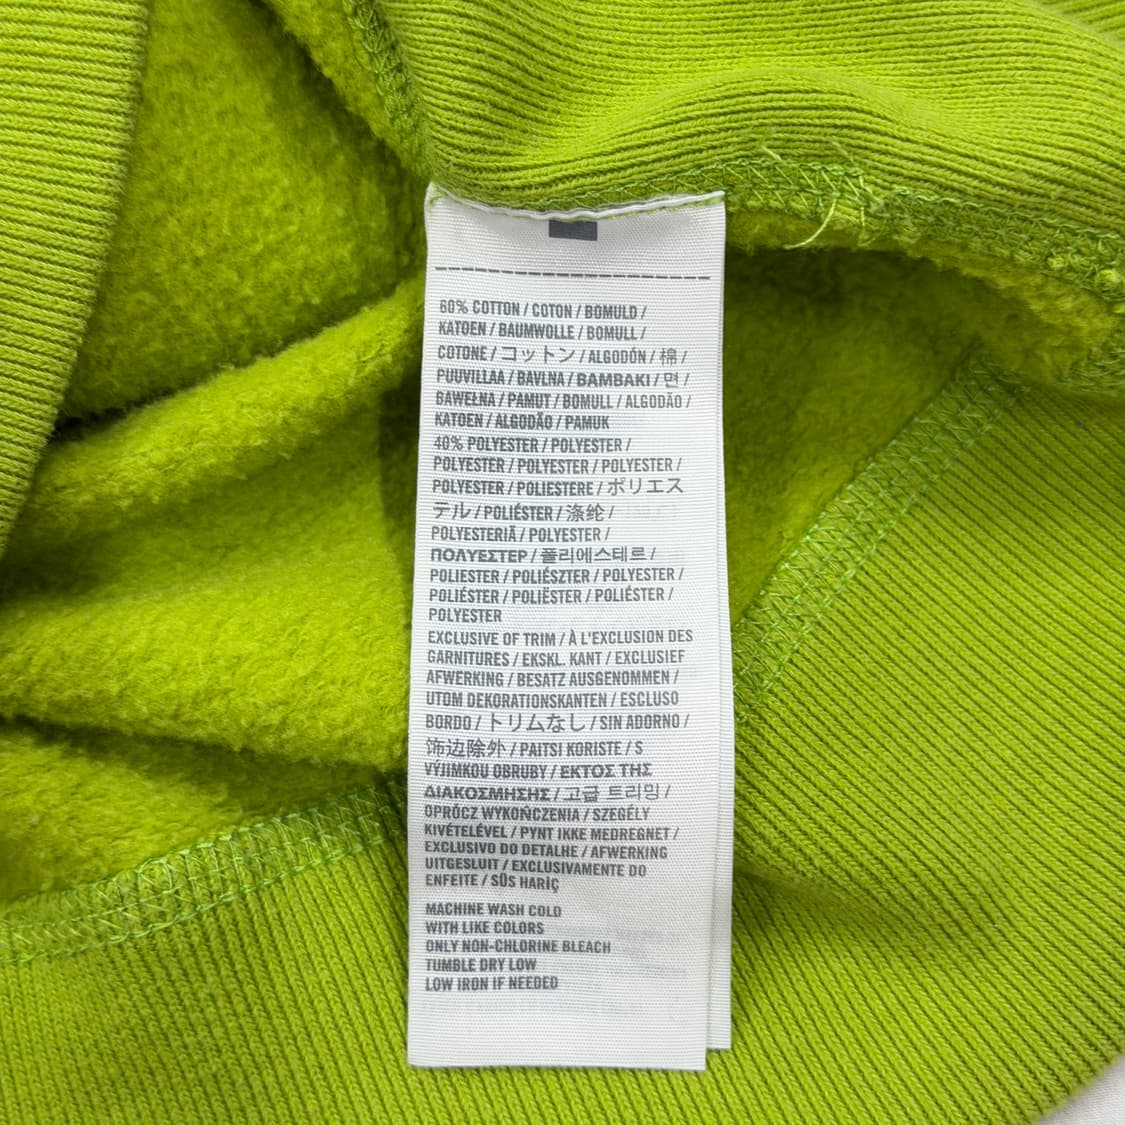 60% COTTON / COTON / BOMULD /
KATOEN / BAUMWOLLE / BOMULL /
COTONE / コットン / ALGODÓN / 棉 /
PUUVILLAA / BAVLNA / ΒΑΜΒΑΚΙ / 면 /
BAWEŁNA / PAMUT / BOMULL / ALGODÃO /
KATOEN / ALGODÃO / PAMUK
40% POLYESTER / POLYESTER /
POLYESTER / POLYESTER / POLYESTER /
POLYESTER / POLIESTERE / ポリエス
テル / POLIÉSTER / 涤纶 /
POLYESTERIÄ / POLYESTER /
ΠΟΛΥΕΣΤΕΡ / 폴리에스테르 /
POLIESTER / POLIÉSZTER / POLYESTER /
POLIÉSTER / POLIËSTER / POLIÉSTER /
POLYESTER
EXCLUSIVE OF TRIM / À L'EXCLUSION DES
GARNITURES / EKSKL. KANT / EXCLUSIEF
AFWERKING / BESATZ AUSGENOMMEN /
UTOM DEKORATIONSKANTEN / ESCLUSO
BORDO / トリムなし / SIN ADORNO /
饰边除外 / PAITSI KORISTE / S
VÝJIMKOU OBRUBY / ΕΚΤΟΣ ΤΗΣ
ΔΙΑΚΟΣΜΗΣΗΣ / 고급 트리밍 /
OPRÓCZ WYKOŃCZENIA / SZEGÉLY
KIVÉTELÉVEL / PYNT IKKE MEDREGNET /
EXCLUSIVO DO DETALHE / AFWERKING
UITGESLUIT / EXCLUSIVAMENTE DO
ENFEITE / SÜS HARİÇ
MACHINE WASH COLD
WITH LIKE COLORS
ONLY NON-CHLORINE BLEACH
TUMBLE DRY LOW
LOW IRON IF NEEDED